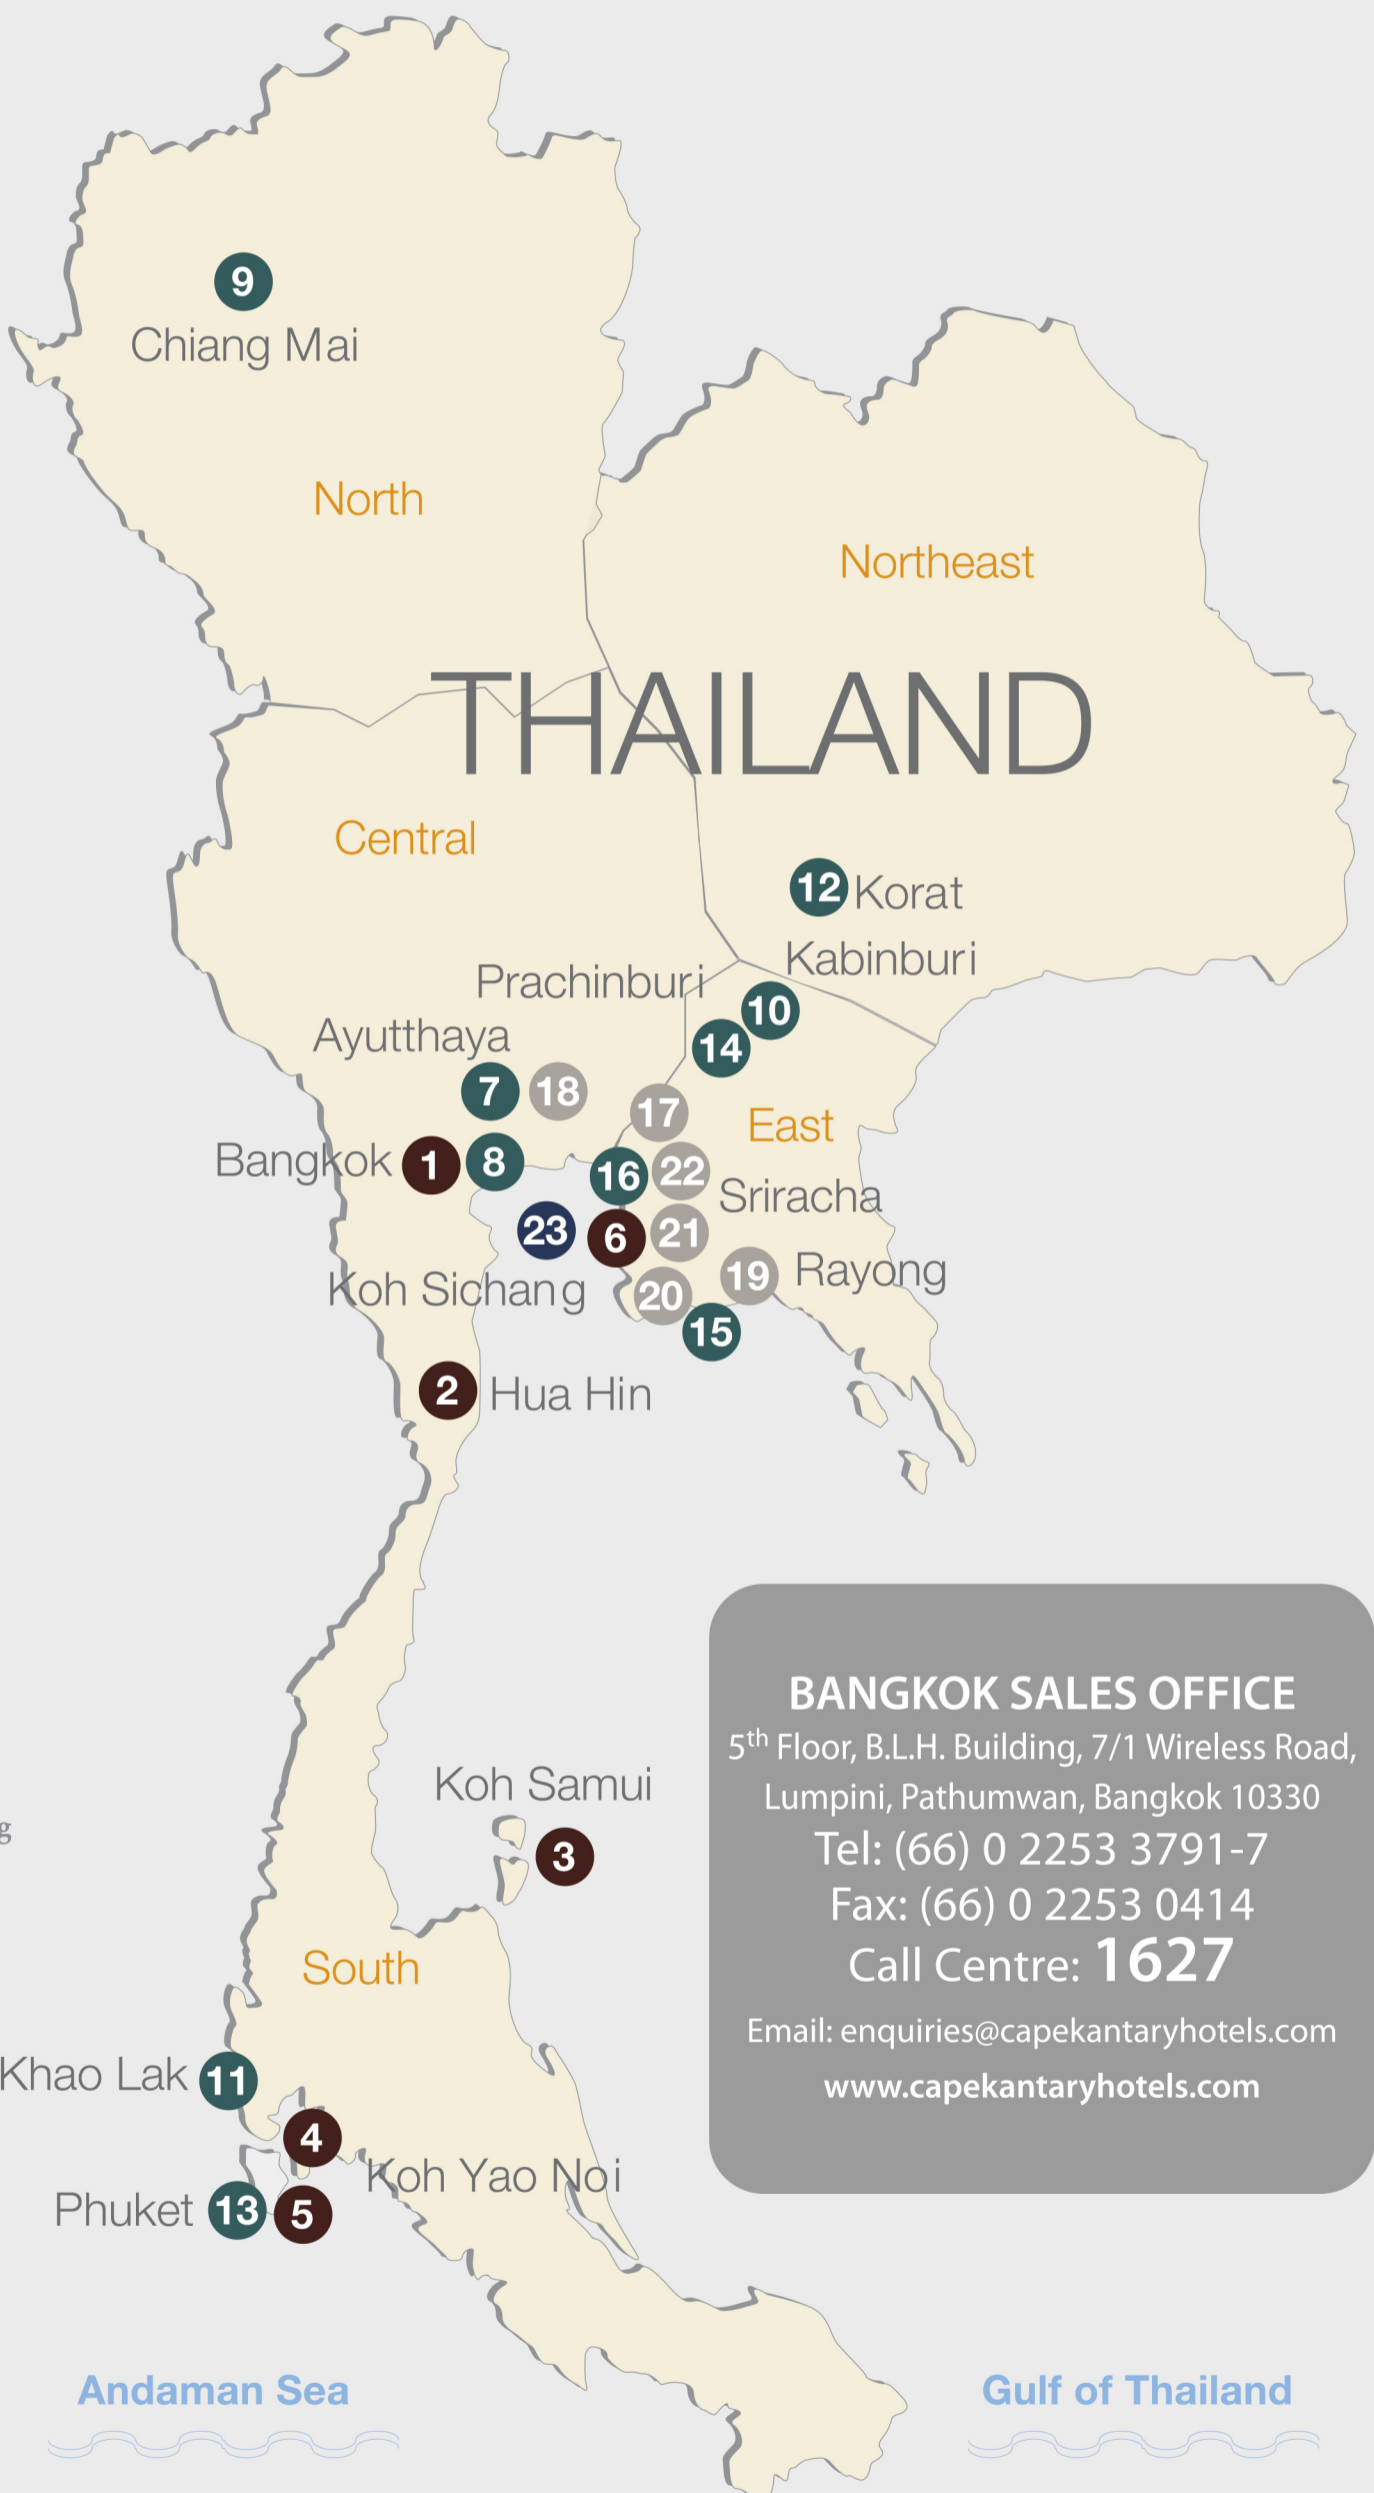 9
Chiang Mai
North
Northeast
THAILAND
Central
12 Korat
Kabinburi
Prachinburi
10
Ayutthaya
14
7 18
17
East
Bangkok 1 8
16 22
Sriracha
23 6 21
Rayong
Koh Sichang
20 19
15
2 Hua Hin
BANGKOK SALES OFFICE
5th Floor, B.L.H. Building, 7/1 Wireless Road,
Lumpini, Pathumwan, Bangkok 10330
Tel: (66) 0 2253 3791-7
Fax: (66) 0 2253 0414
Call Centre: 1627
Email: enquiries@capekantaryhotels.com
www.capekantaryhotels.com
Koh Samui
3
g
South
Khao Lak 11
4
Koh Yao Noi
Phuket 13 5
Andaman Sea
Gulf of Thailand